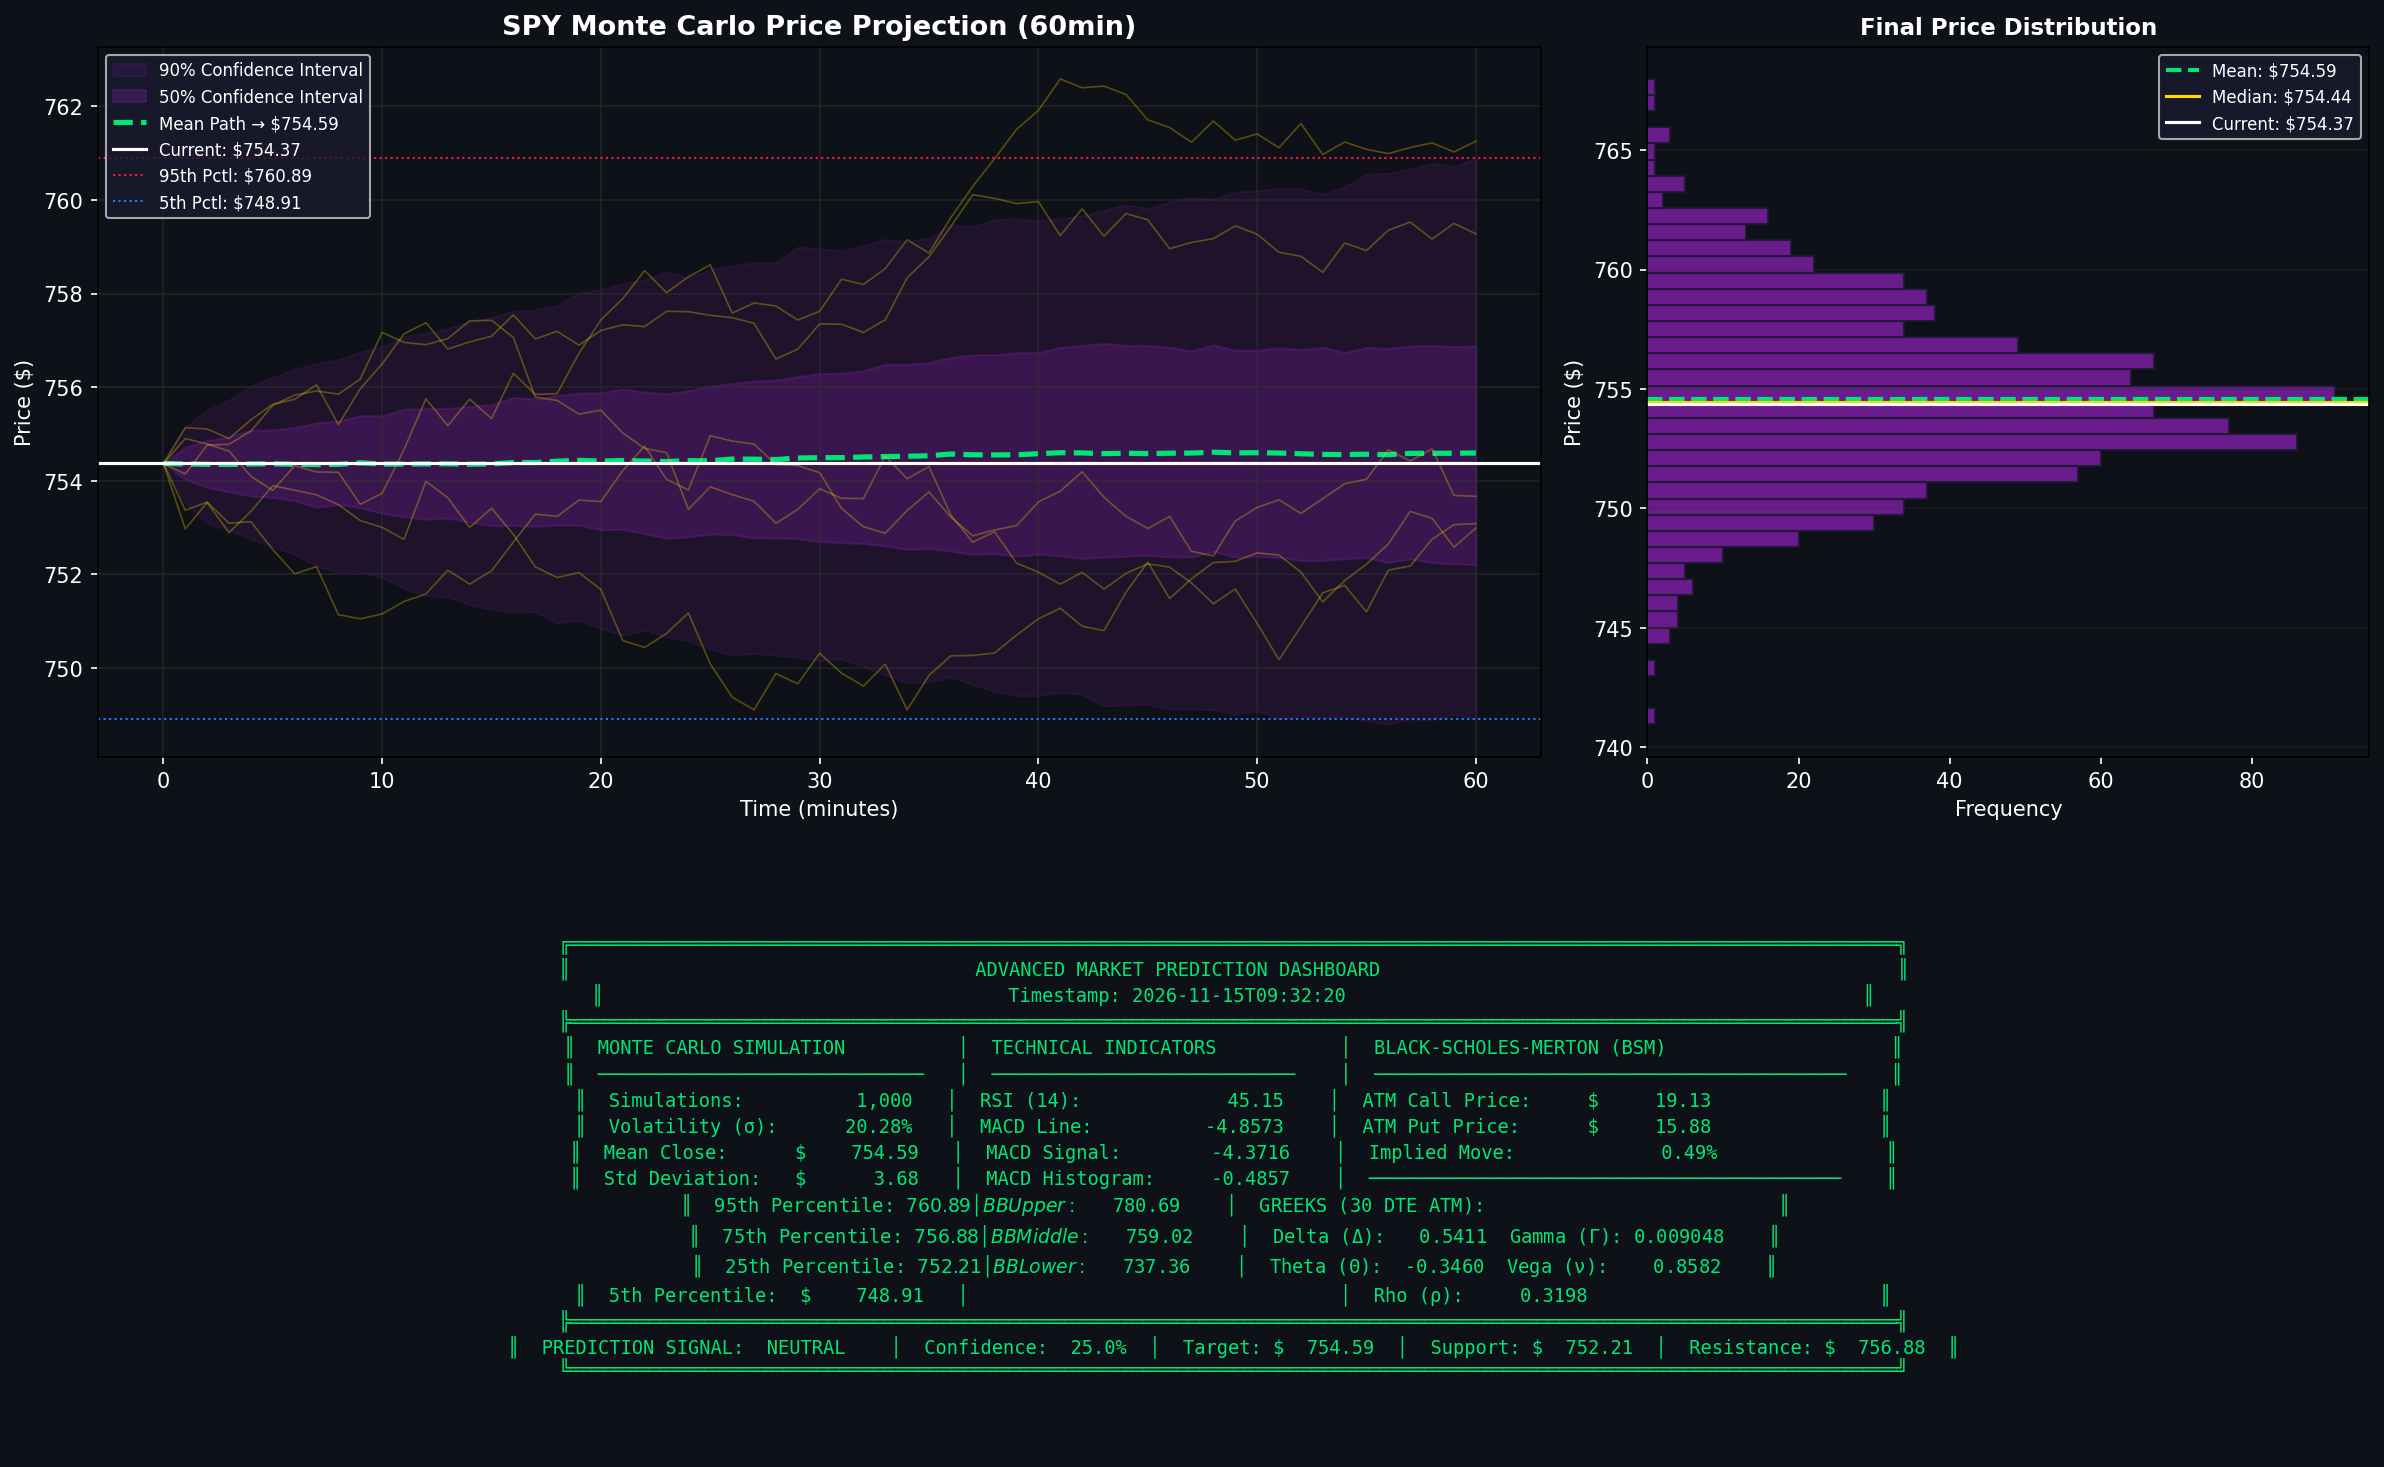 SPY Monte Carlo Price Projection (60min)
90% Confidence Interval
50% Confidence Interval
Mean Path → $754.59
Current: $754.37
95th Pctl: $760.89
5th Pctl: $748.91
Price ($)
762
760
758
756
754
752
750
0 10 20 30 40 50 60
Time (minutes)
Final Price Distribution
Mean: $754.59
Median: $754.44
Current: $754.37
Price ($)
765
760
755
750
745
740
0 20 40 60 80
Frequency
ADVANCED MARKET PREDICTION DASHBOARD
Timestamp: 2026-11-15T09:32:20
MONTE CARLO SIMULATION │ TECHNICAL INDICATORS │ BLACK-SCHOLES-MERTON (BSM)
Simulations: 1,000 │ RSI (14): 45.15 │ ATM Call Price: $ 19.13
Volatility (σ): 20.28% │ MACD Line: -4.8573 │ ATM Put Price: $ 15.88
Mean Close: $ 754.59 │ MACD Signal: -4.3716 │ Implied Move: 0.49%
Std Deviation: $ 3.68 │ MACD Histogram: -0.4857 │
95th Percentile: 760.89│BBUpper: 780.69 │ GREEKS (30 DTE ATM):
75th Percentile: 756.88│BBMiddle: 759.02 │ Delta (Δ): 0.5411 Gamma (Γ): 0.009048
25th Percentile: 752.21│BBLower: 737.36 │ Theta (Θ): -0.3460 Vega (ν): 0.8582
5th Percentile: $ 748.91 │ │ Rho (ρ): 0.3198
PREDICTION SIGNAL: NEUTRAL │ Confidence: 25.0% │ Target: $ 754.59 │ Support: $ 752.21 │ Resistance: $ 756.88